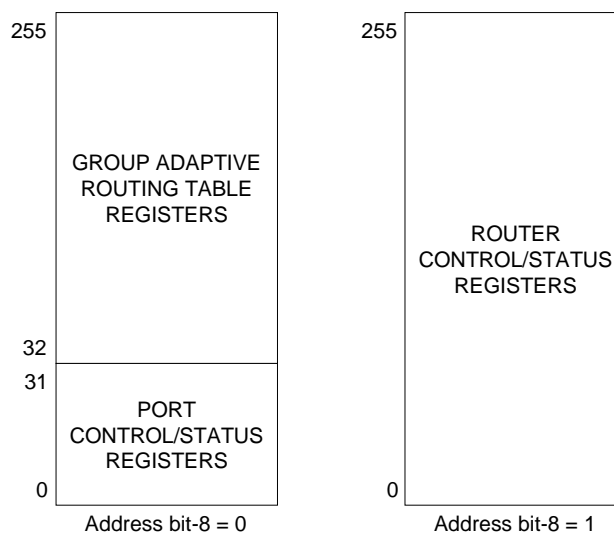 255
GROUP ADAPTIVE
ROUTING TABLE
REGISTERS
32
31
PORT
CONTROL/STATUS
REGISTERS
0
Address bit-8 = 0
255
ROUTER
CONTROL/STATUS
REGISTERS
0
Address bit-8 = 1